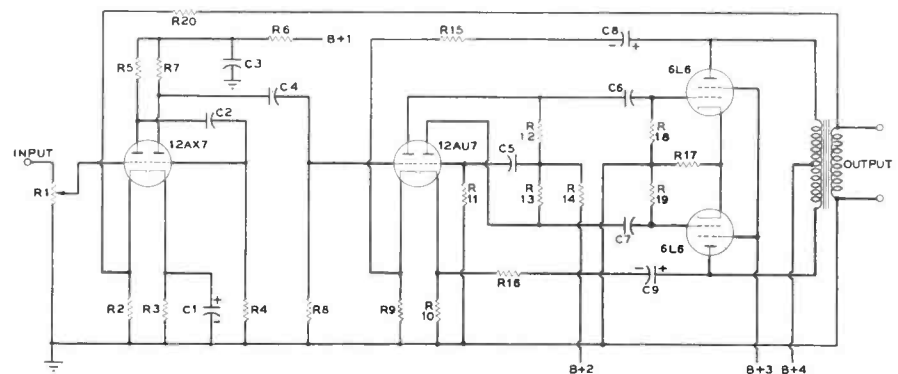 R20
R6
B+1
R5
R7
C3
C4
C2
12AX7
INPUT
R1
R2
R3
C1
+
-
R4
R8
R15
C8
-
+
6L6
C6
R
12
R
18
12AU7
C5
R17
R
11
R
13
R
14
R
19
C7
6L6
OUTPUT
R16
-
+
C9
R9
R
10
B+2
B+3
B+4